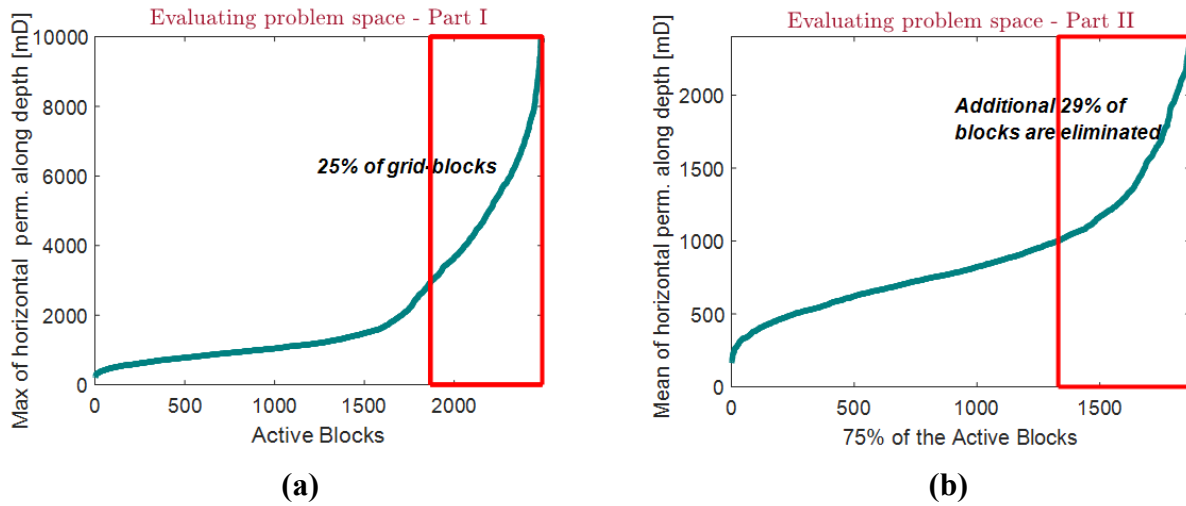 Evaluating problem space - Part I
Max of horizontal perm. along depth [mD]
10000
8000
6000
4000
2000
0
25% of grid-blocks
0 500 1000 1500 2000
Active Blocks
(a)
Evaluating problem space - Part II
Mean of horizontal perm. along depth [mD]
2000
1500
1000
500
0
Additional 29% of
blocks are eliminated
0 500 1000 1500
75% of the Active Blocks
(b)